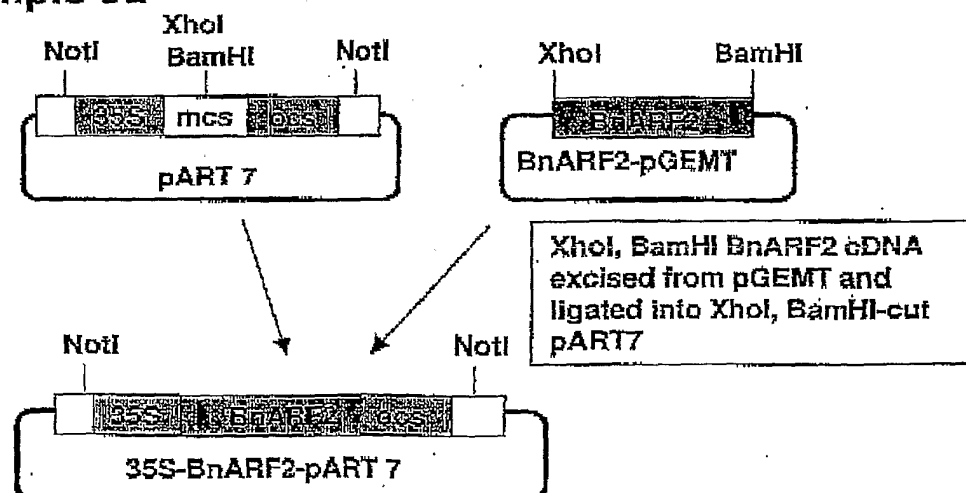 XhoI
NotI BamHI NotI
35S mcs ocs
pART 7
XhoI BamHI
BnARF2
BnARF2-pGEMT
XhoI, BamHI BnARF2 cDNA
excised from pGEMT and
ligated into XhoI, BamHI-cut
pART7
NotI NotI
35S BnARF2 ocs
35S-BnARF2-pART 7